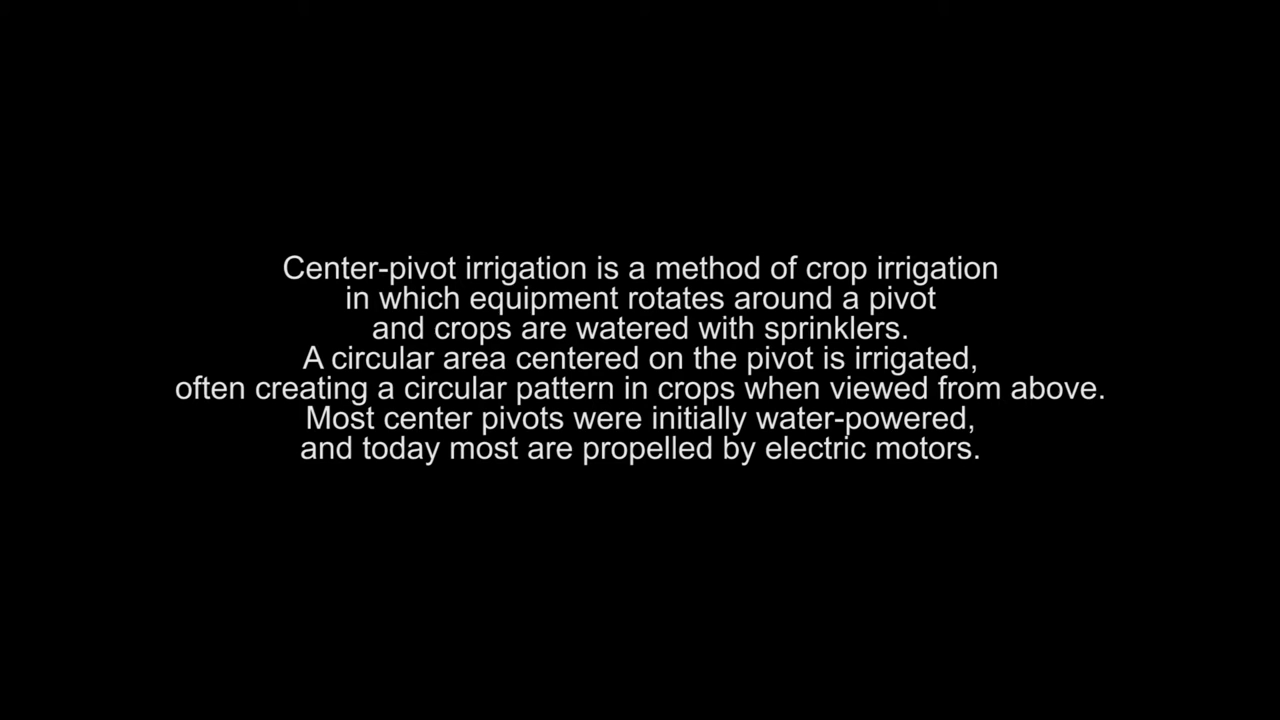 Center-pivot irrigation is a method of crop irrigation
in which equipment rotates around a pivot
and crops are watered with sprinklers.
A circular area centered on the pivot is irrigated,
often creating a circular pattern in crops when viewed from above.
Most center pivots were initially water-powered,
and today most are propelled by electric motors.